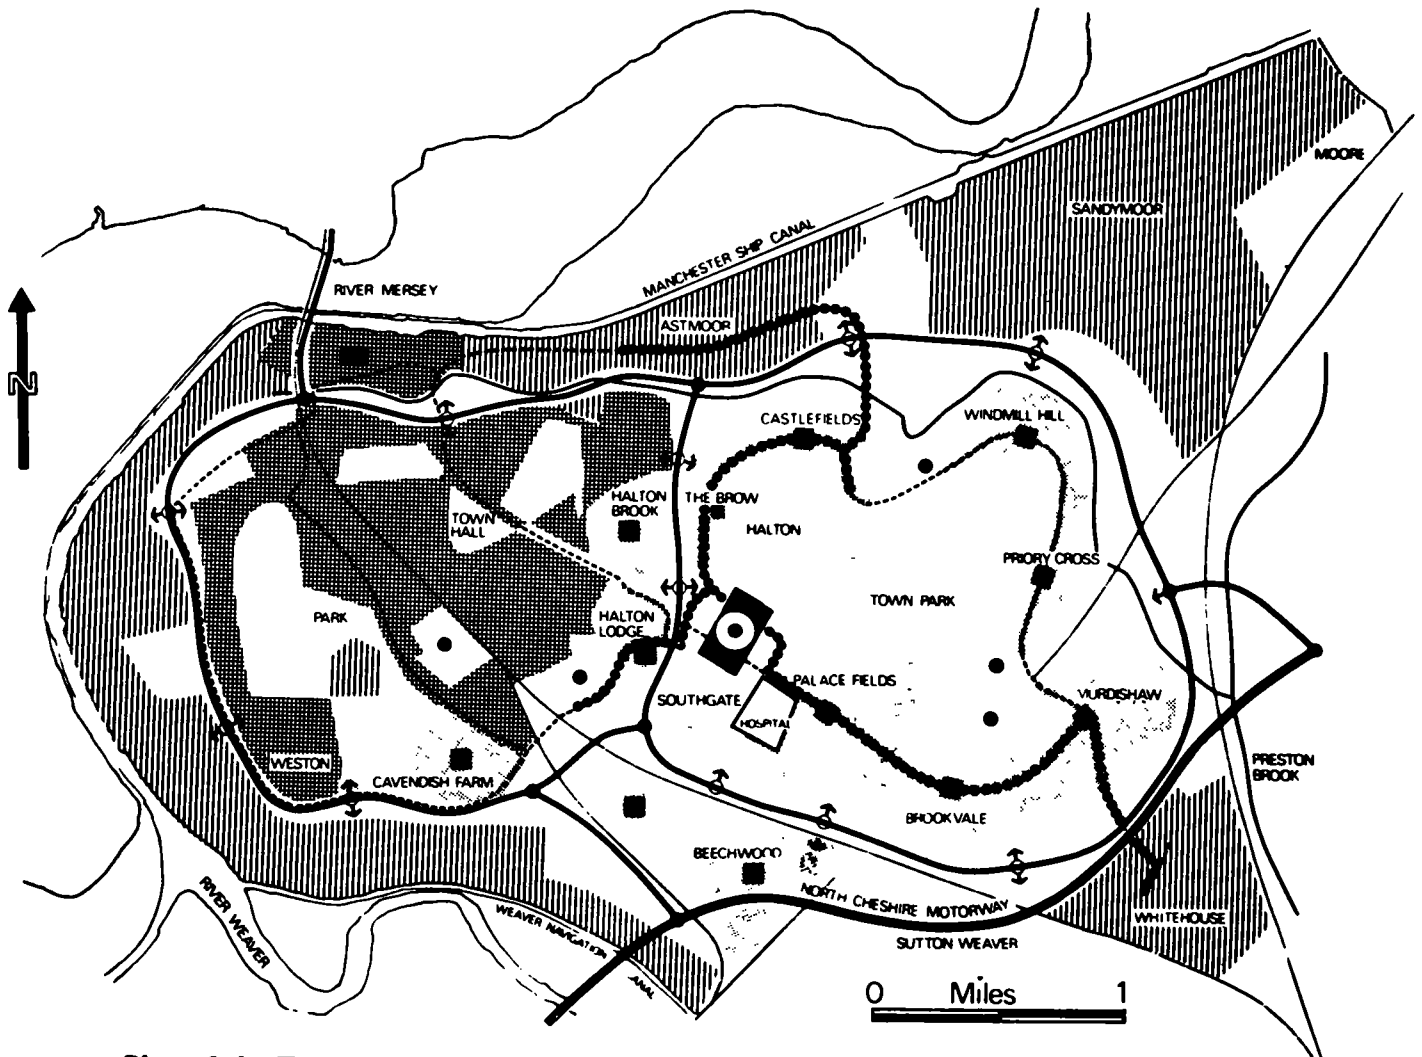 MOORE
SANDYMOOR
MANCHESTER SHIP CANAL
RIVER MERSEY
ASTMOOR
N
CASTLEFIELDS
WINDMILL HILL
HALTON
BROOK
THE BROW
TOWN
HALL
HALTON
PRIORY CROSS
TOWN PARK
PARK
HALTON
LODGE
PALACE FIELDS
MURDISHAW
SOUTHGATE
HOSPITAL
WESTON
CAVENDISH FARM
PRESTON
BROOK
BROOKVALE
BEECHWOOD
NORTH CHESHIRE MOTORWAY
WHITEHOUSE
RIVER WEAVER
WEAVER NAVIGATION
SUTTON WEAVER
0 Miles 1